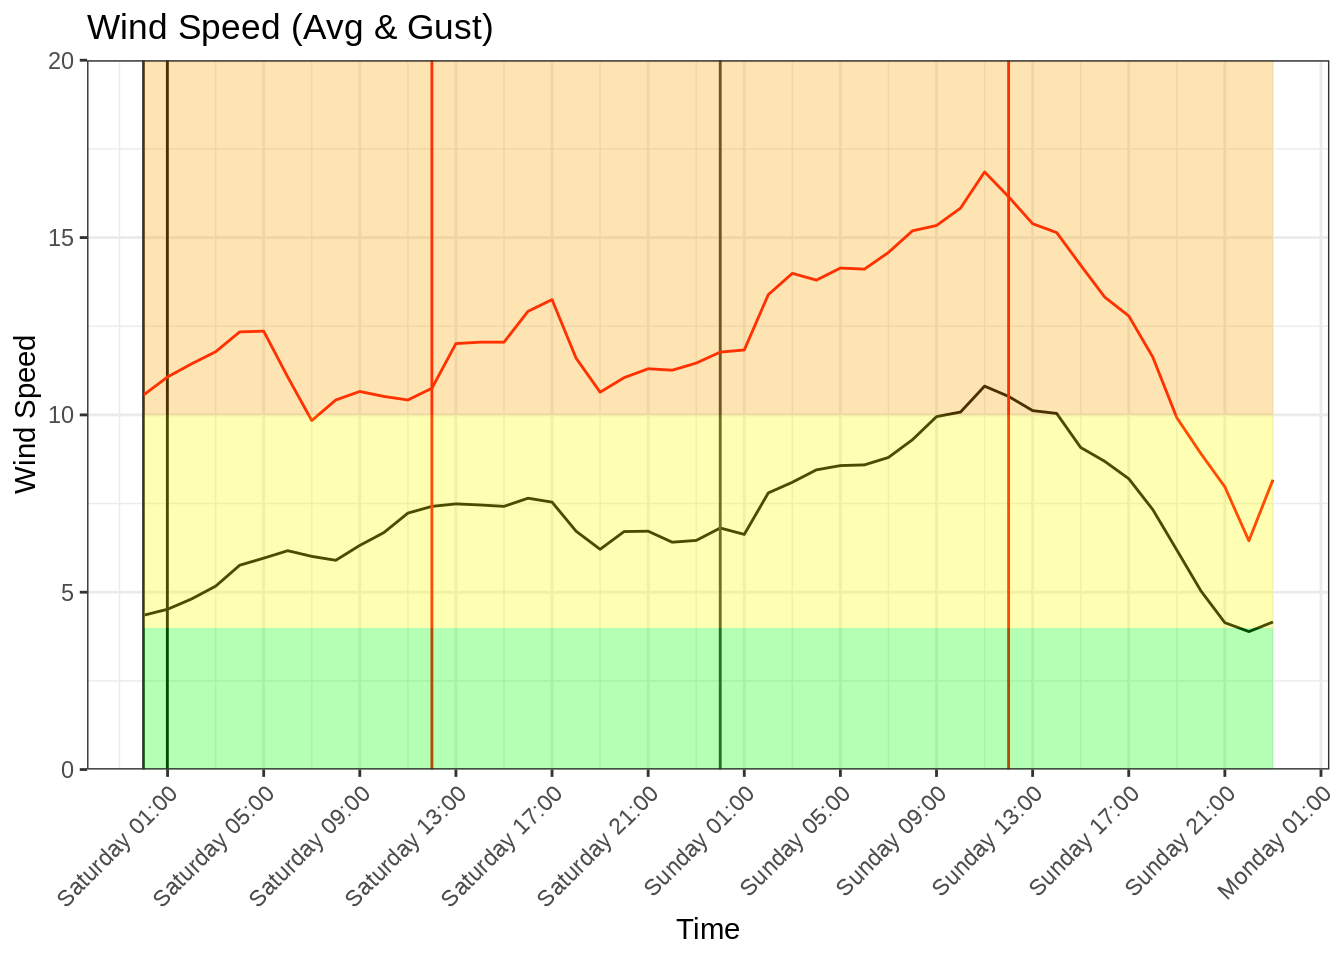 Wind Speed (Avg & Gust)
20
15
10
5
0
Wind Speed
Saturday 01:00
Saturday 05:00
Saturday 09:00
Saturday 13:00
Saturday 17:00
Saturday 21:00
Sunday 01:00
Sunday 05:00
Sunday 09:00
Sunday 13:00
Sunday 17:00
Sunday 21:00
Monday 01:00
Time